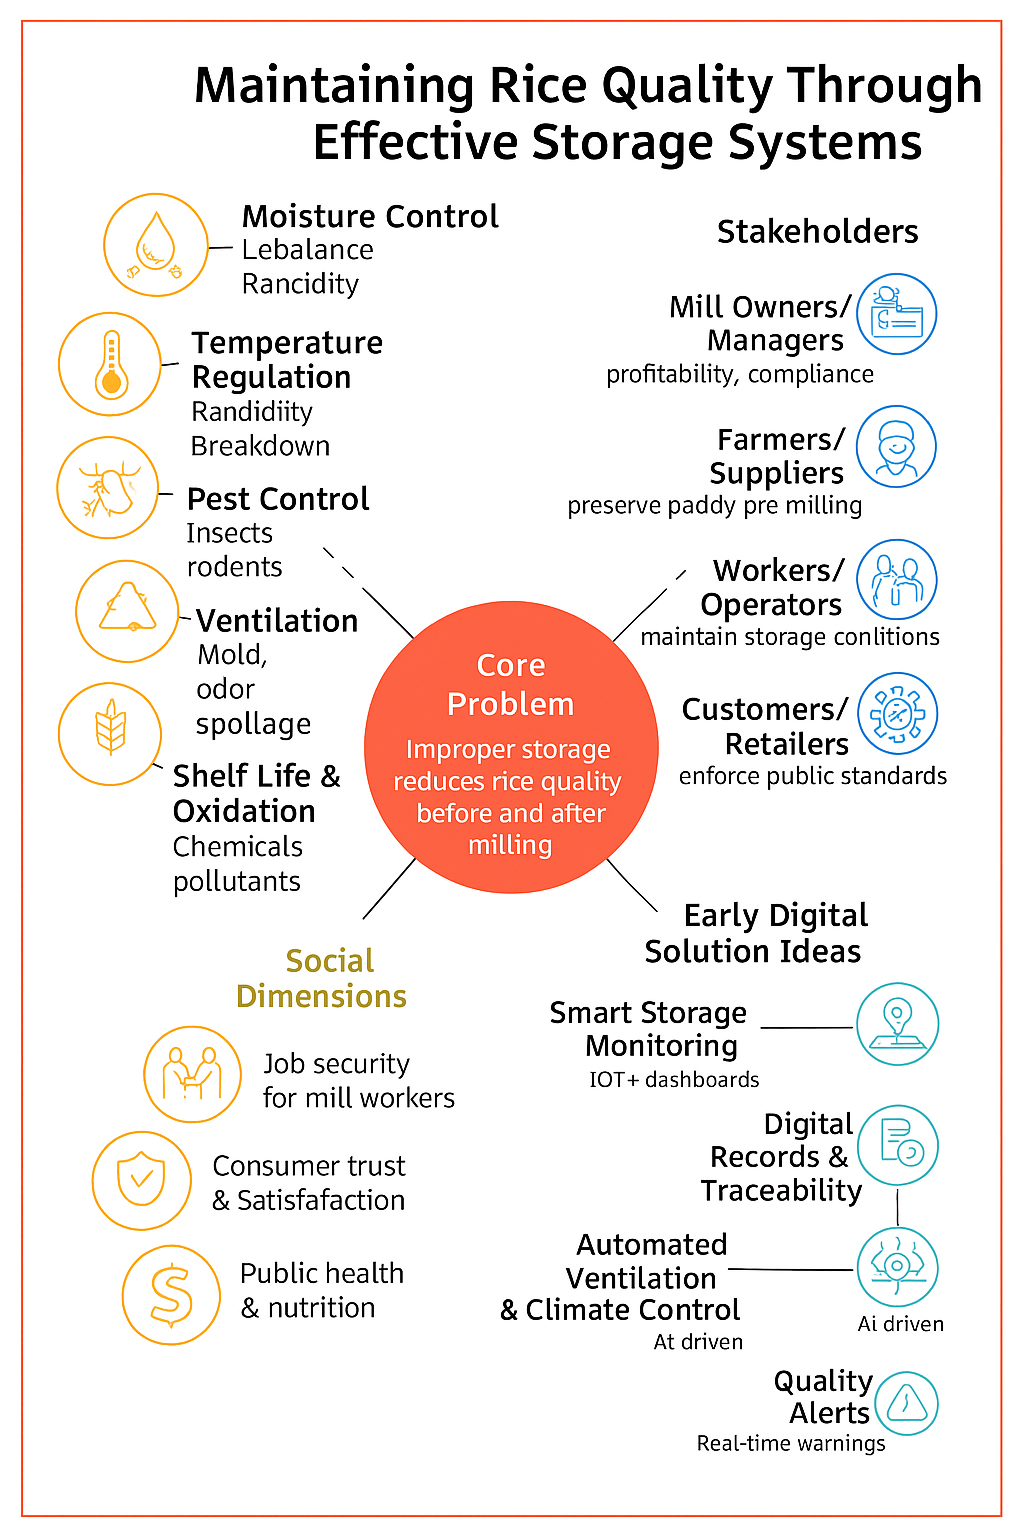 Maintaining Rice Quality Through
Effective Storage Systems
Moisture Control
Lebalance
Rancidity
Temperature
Regulation
Randidiity
Breakdown
Pest Control
Insects
rodents
Ventilation
Mold,
odor
spollage
Shelf Life &
Oxidation
Chemicals
pollutants
Stakeholders
Mill Owners/
Managers
profitability, compliance
Farmers/
Suppliers
preserve paddy pre milling
Workers/
Operators
maintain storage conlitions
Customers/
Retailers
enforce public standards
Core
Problem
Improper storage
reduces rice quality
before and after
milling
Social
Dimensions
Job security
for mill workers
Consumer trust
& Satisfafaction
Public health
& nutrition
$
Early Digital
Solution Ideas
Smart Storage
Monitoring
IOT+ dashboards
Digital
Records &
Traceability
Automated
Ventilation
& Climate Control
At driven
Ai driven
Quality
Alerts
Real-time warnings